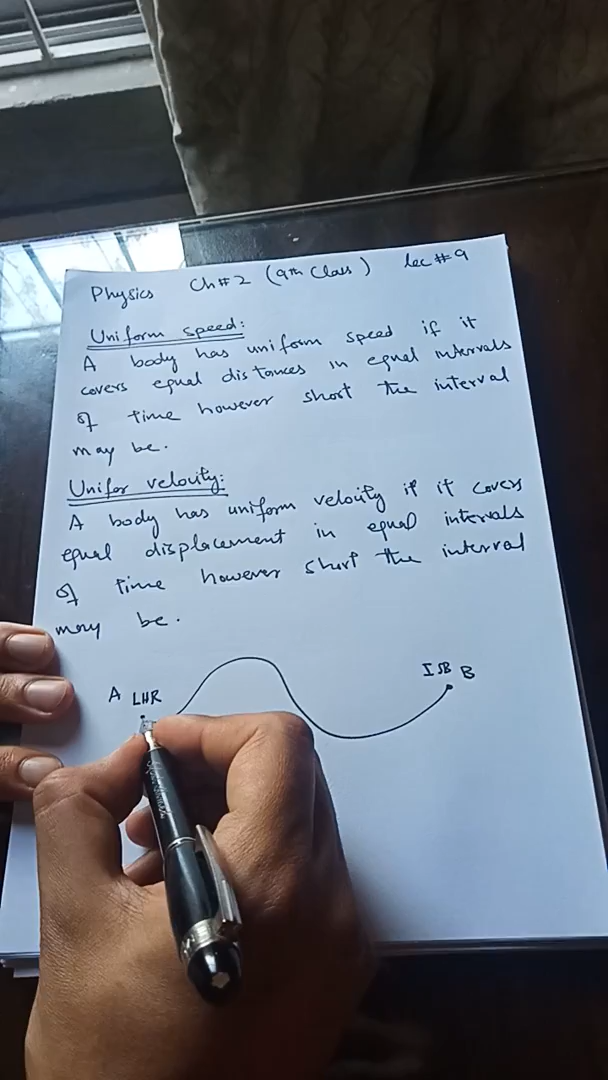 Physics Ch#2 (9th Class) Lec #9
Uniform speed:
A body has uniform speed if it
covers equal distances in equal intervals
of time however short the interval
may be.
Unifor velocity:
A body has uniform velocity if it covers
equal displacement in equal intervals
of time however short the interval
may be.
A LHR
ISB B